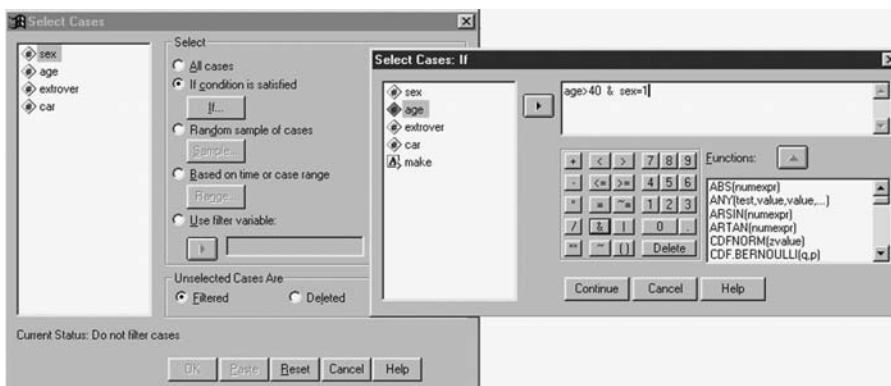 Select Cases
sex
age
extrover
car
Select
All cases
If condition is satisfied
If...
Random sample of cases
Sample...
Based on time or case range
Range...
Use filter variable:
Unselected Cases Are
Filtered
Deleted
Current Status: Do not filter cases
OK
Paste
Reset
Cancel
Help
Select Cases: If
sex
age
extrover
car
make
age>40 & sex=1
+ < > 7 8 9
- <= >= 4 5 6
* = ~= 1 2 3
/ & | 0 .
** ~ () Delete
Functions:
ABS(numexpr)
ANY(test,value,value,...)
ARSIN(numexpr)
ARTAN(numexpr)
CDFNORM(zvalue)
CDF.BERNOULLI(q,p)
Continue
Cancel
Help